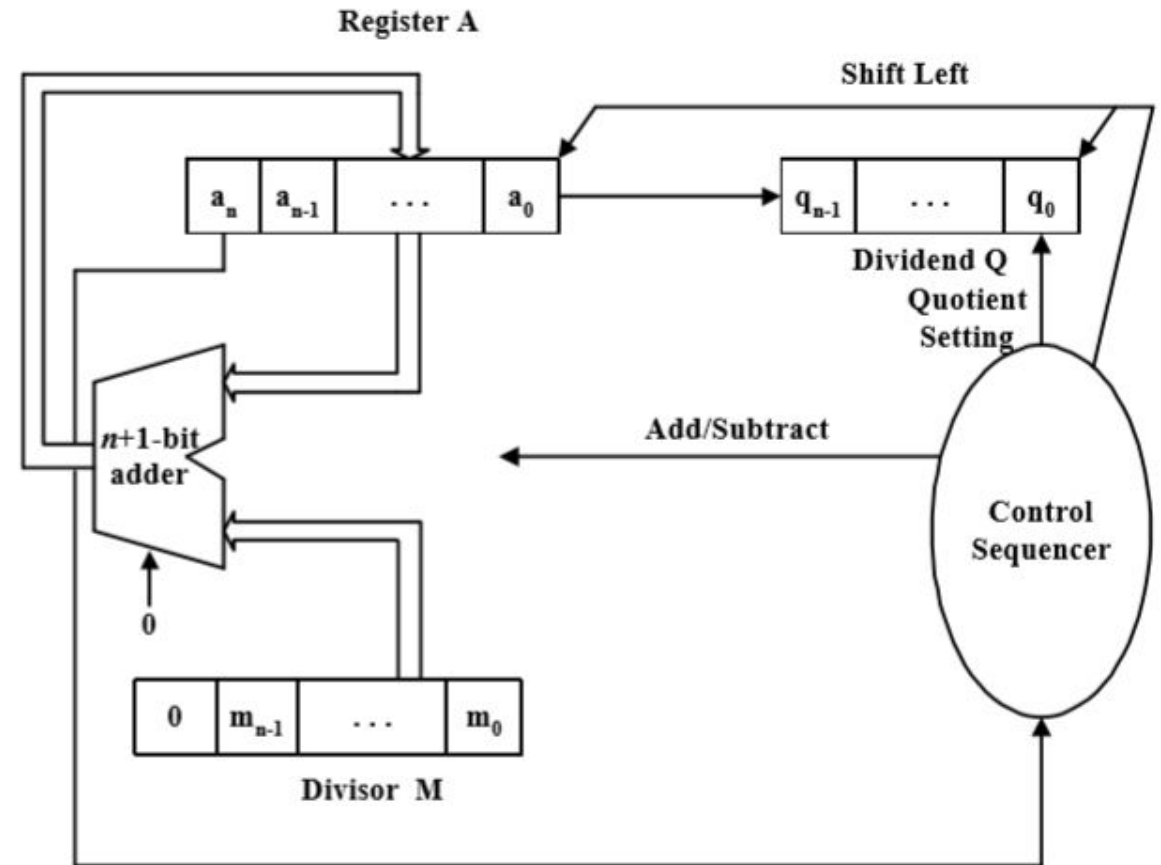 Register A
Shift Left
aₙ aₙ₋₁ . . . a₀
qₙ₋₁ . . . q₀
Dividend Q
Quotient
Setting
n+1-bit
adder
Add/Subtract
Control
Sequencer
0
0 mₙ₋₁ . . . m₀
Divisor M